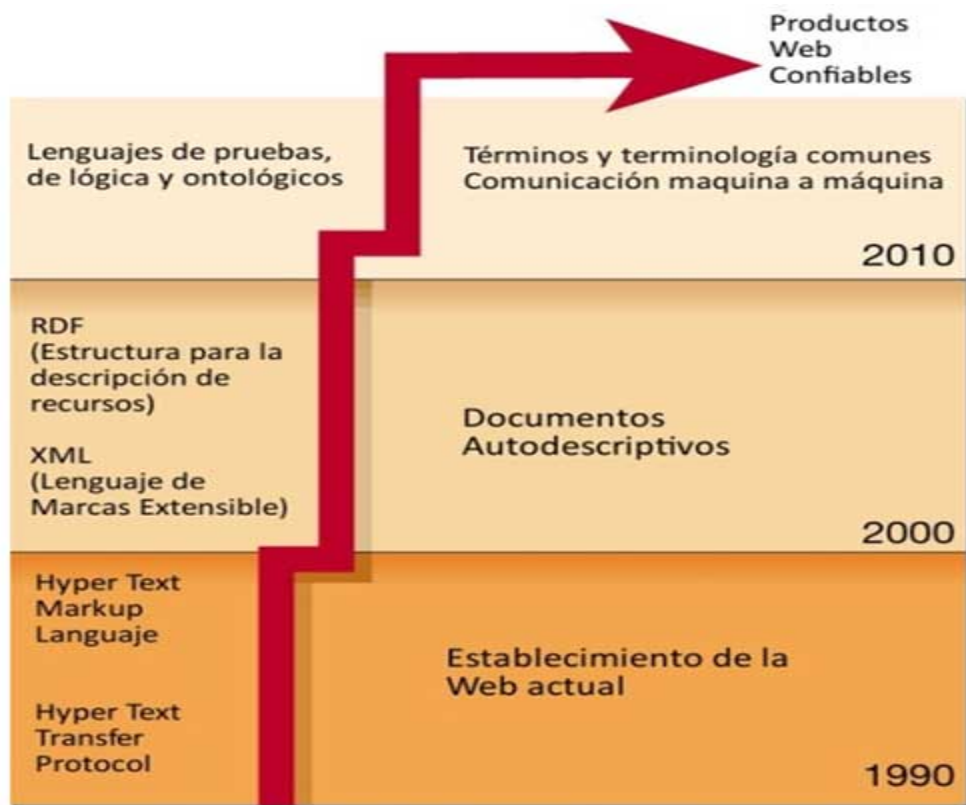 Productos
Web
Confiables
Lenguajes de pruebas,
de lógica y ontológicos
Términos y terminología comunes
Comunicación maquina a máquina
2010
RDF
(Estructura para la
descripción de
recursos)
XML
(Lenguaje de
Marcas Extensible)
Documentos
Autodescriptivos
2000
Hyper Text
Markup
Languaje
Hyper Text
Transfer
Protocol
Establecimiento de la
Web actual
1990